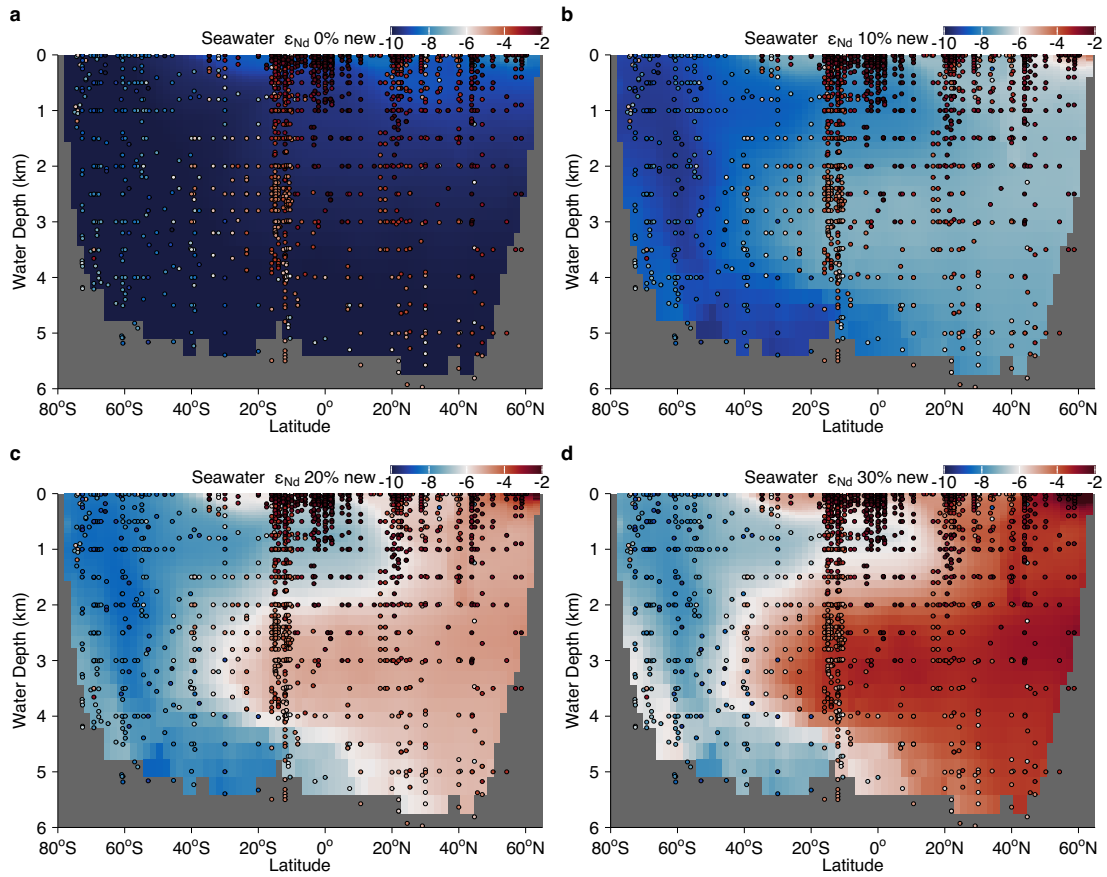 a
Seawater εNd 0% new
-10 -8 -6 -4 -2
0
1
2
3
4
5
6
Water Depth (km)
80°S 60°S 40°S 20°S 0° 20°N 40°N 60°N
Latitude
b
Seawater εNd 10% new
-10 -8 -6 -4 -2
0
1
2
3
4
5
6
Water Depth (km)
80°S 60°S 40°S 20°S 0° 20°N 40°N 60°N
Latitude
c
Seawater εNd 20% new
-10 -8 -6 -4 -2
0
1
2
3
4
5
6
Water Depth (km)
80°S 60°S 40°S 20°S 0° 20°N 40°N 60°N
Latitude
d
Seawater εNd 30% new
-10 -8 -6 -4 -2
0
1
2
3
4
5
6
Water Depth (km)
80°S 60°S 40°S 20°S 0° 20°N 40°N 60°N
Latitude